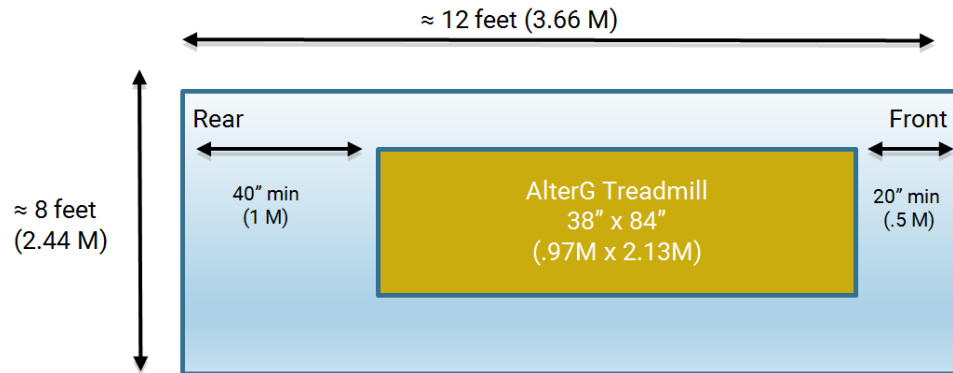 ≈ 12 feet (3.66 M)
Rear
Front
40” min
(1 M)
AlterG Treadmill
38” x 84”
(.97M x 2.13M)
20” min
(.5 M)
≈ 8 feet
(2.44 M)